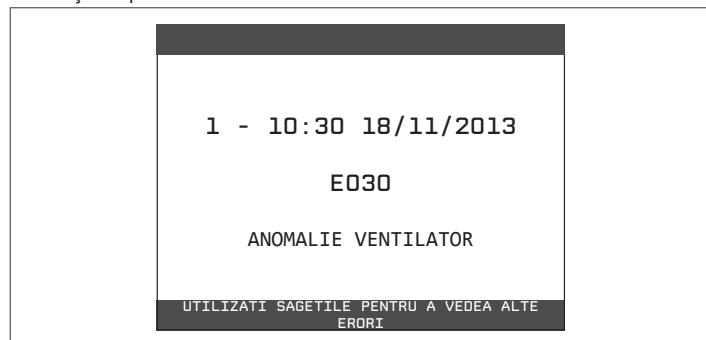 1 - 10:30 18/11/2013
E030
ANOMALIE VENTILATOR
UTILIZATI SAGETILE PENTRU A VEDEA ALTE
ERORI